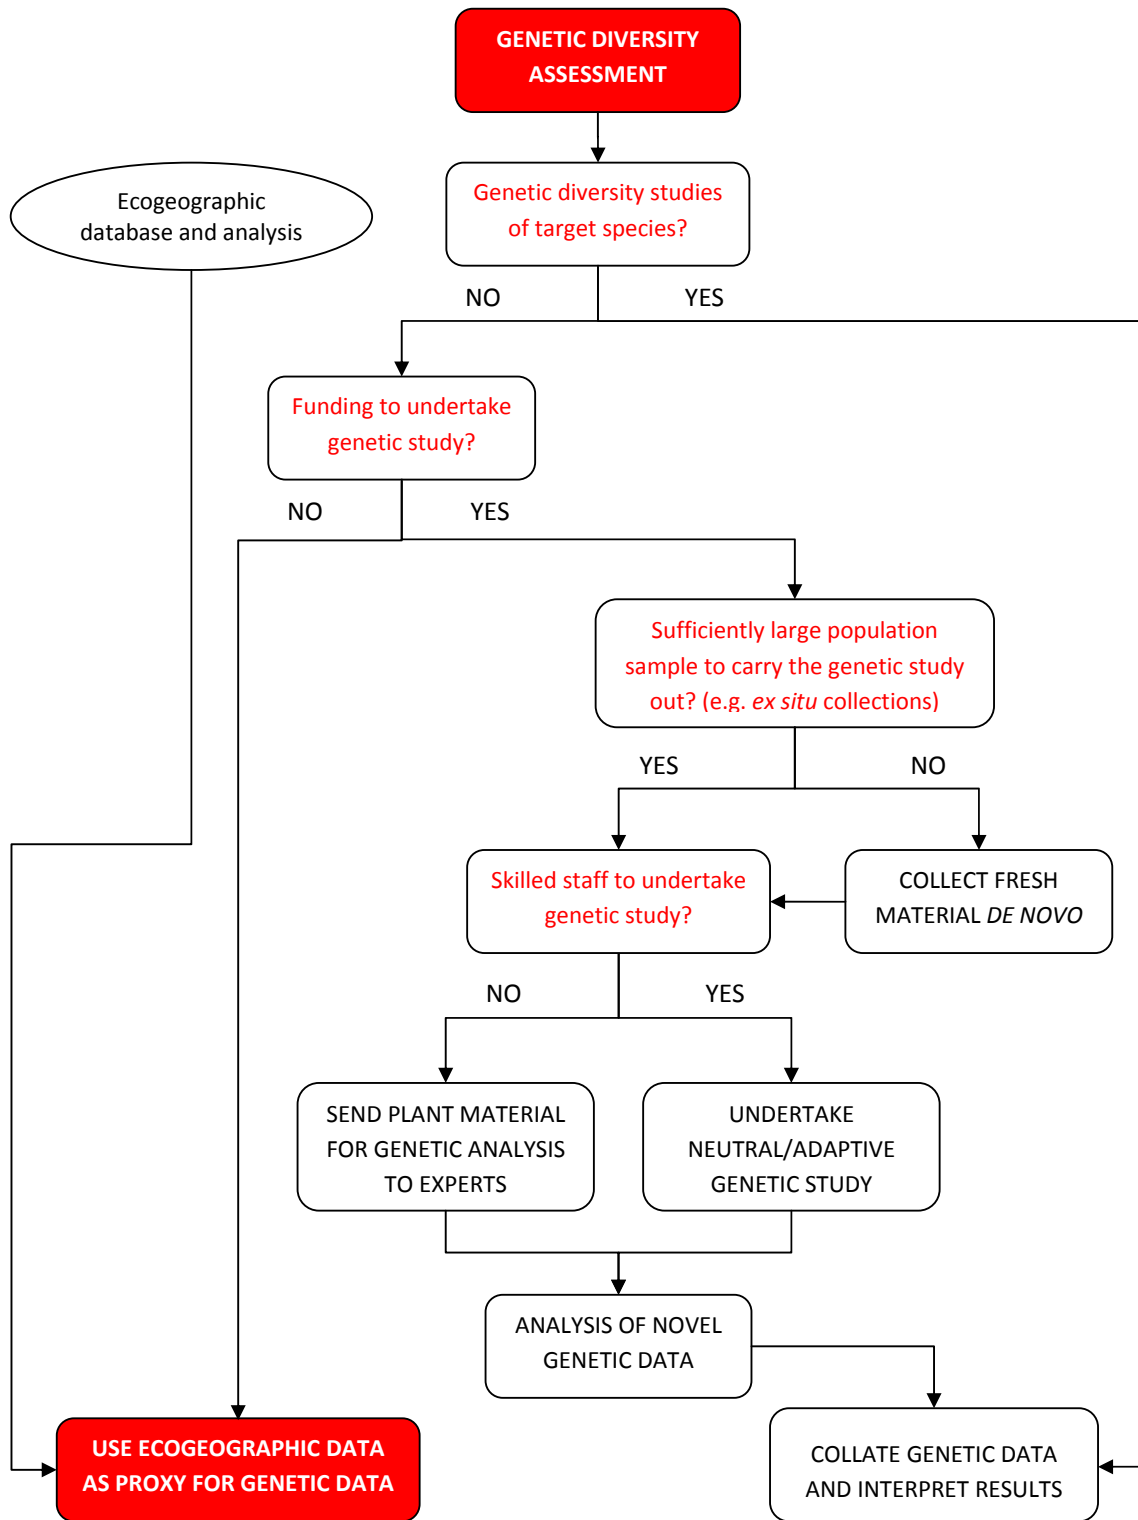 GENETIC DIVERSITY
ASSESSMENT
Genetic diversity studies
of target species?
Ecogeographic
database and analysis
NO
YES
Funding to undertake
genetic study?
NO
YES
Sufficiently large population
sample to carry the genetic study
out? (e.g. ex situ collections)
YES
NO
Skilled staff to undertake
genetic study?
COLLECT FRESH
MATERIAL DE NOVO
NO
YES
SEND PLANT MATERIAL
FOR GENETIC ANALYSIS
TO EXPERTS
UNDERTAKE
NEUTRAL/ADAPTIVE
GENETIC STUDY
ANALYSIS OF NOVEL
GENETIC DATA
USE ECOGEOGRAPHIC DATA
AS PROXY FOR GENETIC DATA
COLLATE GENETIC DATA
AND INTERPRET RESULTS